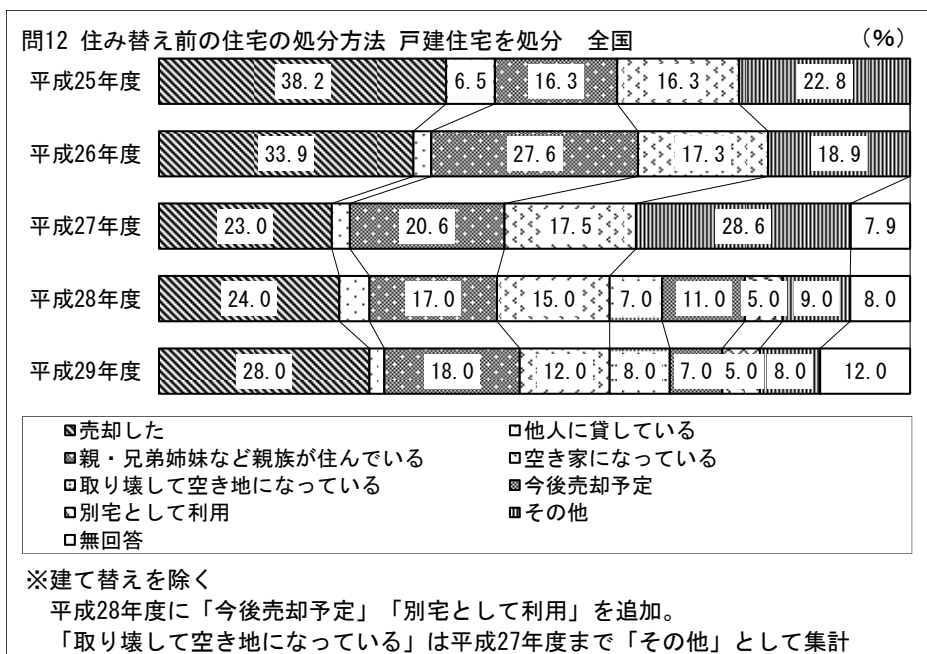 問12 住み替え前の住宅の処分方法 戸建住宅を処分　全国 （%）
平成25年度 38.2 6.5 16.3 16.3 22.8
平成26年度 33.9 27.6 17.3 18.9
平成27年度 23.0 20.6 17.5 28.6 7.9
平成28年度 24.0 17.0 15.0 7.0 11.0 5.0 9.0 8.0
平成29年度 28.0 18.0 12.0 8.0 7.0 5.0 8.0 12.0
売却した 他人に貸している
親・兄弟姉妹など親族が住んでいる 空き家になっている
取り壊して空き地になっている 今後売却予定
別宅として利用 その他
無回答
※建て替えを除く
平成28年度に「今後売却予定」「別宅として利用」を追加。
「取り壊して空き地になっている」は平成27年度まで「その他」として集計